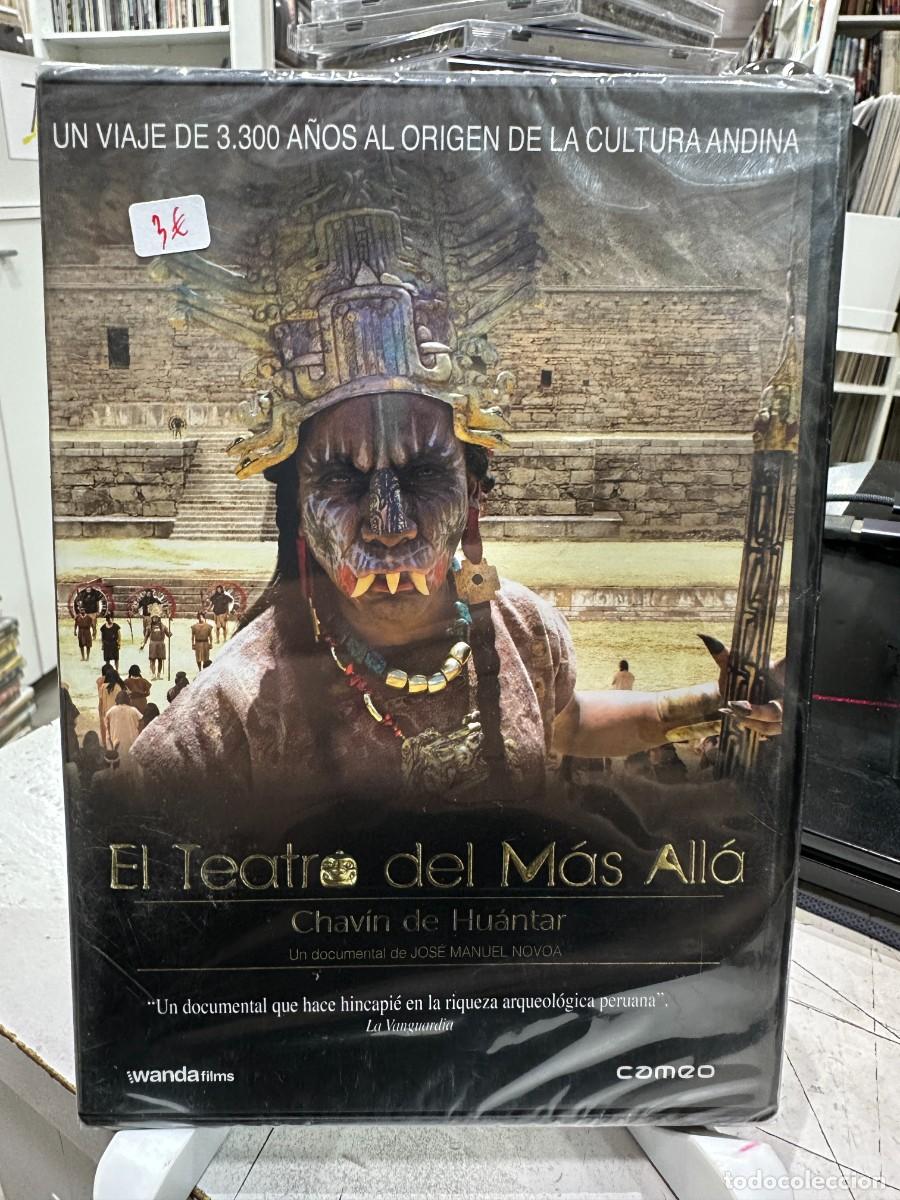 UN VIAJE DE 3.300 AÑOS AL ORIGEN DE LA CULTURA ANDINA
3€
El Teatro del Más Allá
Chavín de Huántar
Un documental de JOSÉ MANUEL NOVOA
“Un documental que hace hincapié en la riqueza arqueológica peruana”.
La Vanguardia
wanda films
cameo
todocoleccion